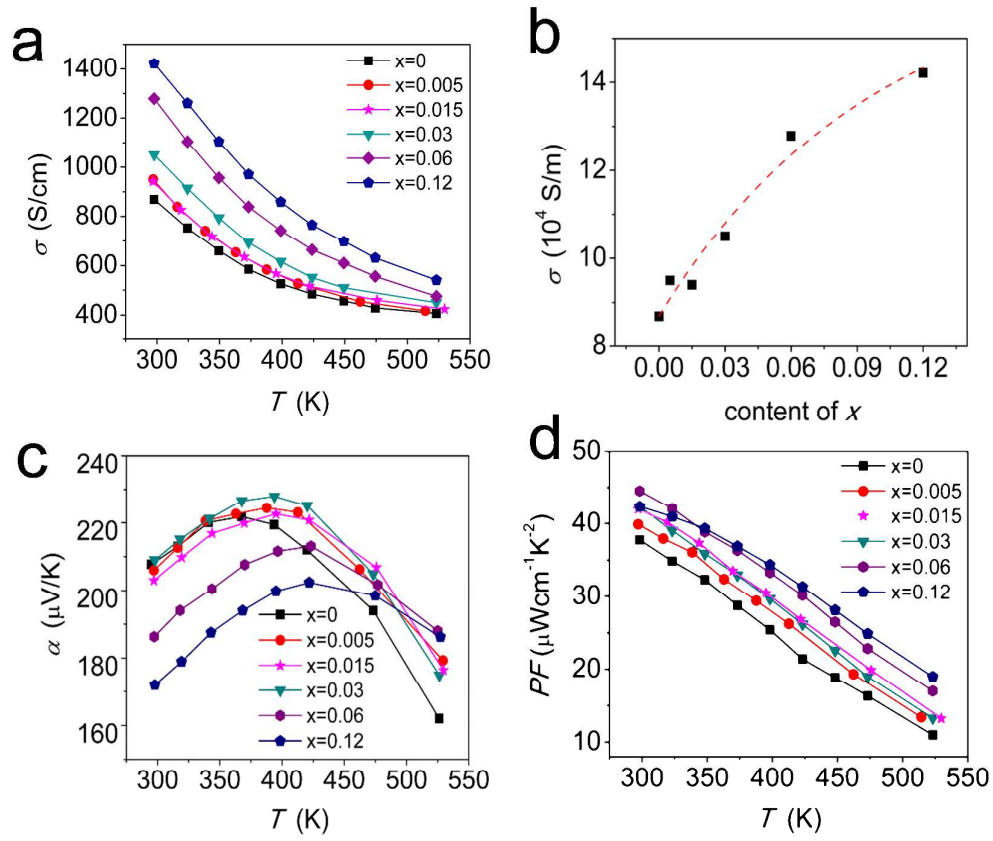 a
1400
1200
1000
800
600
400
σ (S/cm)
x=0
x=0.005
x=0.015
x=0.03
x=0.06
x=0.12
300 350 400 450 500 550
T (K)
b
14
12
10
8
σ (10⁴ S/m)
0.00 0.03 0.06 0.09 0.12
content of x
c
240
220
200
180
160
α (μV/K)
x=0
x=0.005
x=0.015
x=0.03
x=0.06
x=0.12
300 350 400 450 500 550
T (K)
d
50
40
30
20
10
PF (μWcm⁻¹K⁻²)
x=0
x=0.005
x=0.015
x=0.03
x=0.06
x=0.12
300 350 400 450 500 550
T (K)